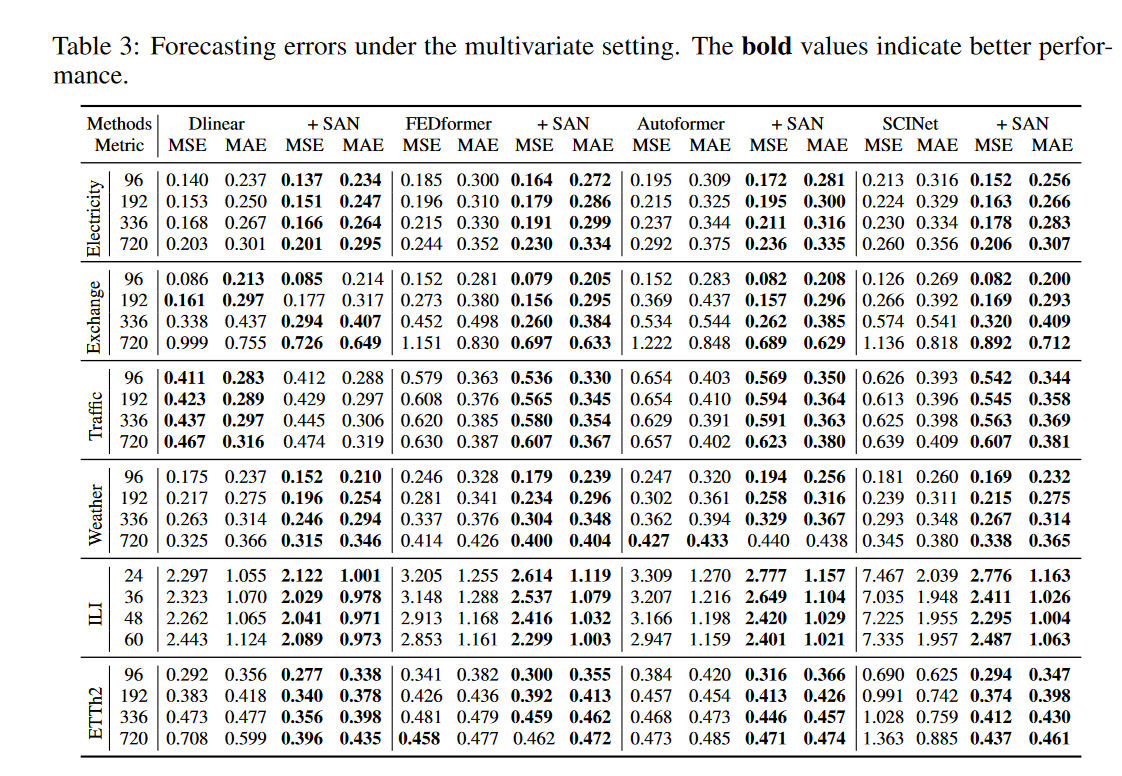 Table 3: Forecasting errors under the multivariate setting. The bold values indicate better perfor-
mance.
Methods Dlinear + SAN FEDformer + SAN Autoformer + SAN SCINet + SAN
Metric MSE MAE MSE MAE MSE MAE MSE MAE MSE MAE MSE MAE MSE MAE MSE MAE
Electricity
96 0.140 0.237 0.137 0.234 0.185 0.300 0.164 0.272 0.195 0.309 0.172 0.281 0.213 0.316 0.152 0.256
192 0.153 0.250 0.151 0.247 0.196 0.310 0.179 0.286 0.215 0.325 0.195 0.300 0.224 0.329 0.163 0.266
336 0.168 0.267 0.166 0.264 0.215 0.330 0.191 0.299 0.237 0.344 0.211 0.316 0.230 0.334 0.178 0.283
720 0.203 0.301 0.201 0.295 0.244 0.352 0.230 0.334 0.292 0.375 0.236 0.335 0.260 0.356 0.206 0.307
Exchange
96 0.086 0.213 0.085 0.214 0.152 0.281 0.079 0.205 0.152 0.283 0.082 0.208 0.126 0.269 0.082 0.200
192 0.161 0.297 0.177 0.317 0.273 0.380 0.156 0.295 0.369 0.437 0.157 0.296 0.266 0.392 0.169 0.293
336 0.338 0.437 0.294 0.407 0.452 0.498 0.260 0.384 0.534 0.544 0.262 0.385 0.574 0.541 0.320 0.409
720 0.999 0.755 0.726 0.649 1.151 0.830 0.697 0.633 1.222 0.848 0.689 0.629 1.136 0.818 0.892 0.712
Traffic
96 0.411 0.283 0.412 0.288 0.579 0.363 0.536 0.330 0.654 0.403 0.569 0.350 0.626 0.393 0.542 0.344
192 0.423 0.289 0.429 0.297 0.608 0.376 0.565 0.345 0.654 0.410 0.594 0.364 0.613 0.396 0.545 0.358
336 0.437 0.297 0.445 0.306 0.620 0.385 0.580 0.354 0.629 0.391 0.591 0.363 0.625 0.398 0.563 0.369
720 0.467 0.316 0.474 0.319 0.630 0.387 0.607 0.367 0.657 0.402 0.623 0.380 0.639 0.409 0.607 0.381
Weather
96 0.175 0.237 0.152 0.210 0.246 0.328 0.179 0.239 0.247 0.320 0.194 0.256 0.181 0.260 0.169 0.232
192 0.217 0.275 0.196 0.254 0.281 0.341 0.234 0.296 0.302 0.361 0.258 0.316 0.239 0.311 0.215 0.275
336 0.263 0.314 0.246 0.294 0.337 0.376 0.304 0.348 0.362 0.394 0.329 0.367 0.293 0.348 0.267 0.314
720 0.325 0.366 0.315 0.346 0.414 0.426 0.400 0.404 0.427 0.433 0.440 0.438 0.345 0.380 0.338 0.365
ILI
24 2.297 1.055 2.122 1.001 3.205 1.255 2.614 1.119 3.309 1.270 2.777 1.157 7.467 2.039 2.776 1.163
36 2.323 1.070 2.029 0.978 3.148 1.288 2.537 1.079 3.207 1.216 2.649 1.104 7.035 1.948 2.411 1.026
48 2.262 1.065 2.041 0.971 2.913 1.168 2.416 1.032 3.166 1.198 2.420 1.029 7.225 1.955 2.295 1.004
60 2.443 1.124 2.089 0.973 2.853 1.161 2.299 1.003 2.947 1.159 2.401 1.021 7.335 1.957 2.487 1.063
ETTh2
96 0.292 0.356 0.277 0.338 0.341 0.382 0.300 0.355 0.384 0.420 0.316 0.366 0.690 0.625 0.294 0.347
192 0.383 0.418 0.340 0.378 0.426 0.436 0.392 0.413 0.457 0.454 0.413 0.426 0.991 0.742 0.374 0.398
336 0.473 0.477 0.356 0.398 0.481 0.479 0.459 0.462 0.468 0.473 0.446 0.457 1.028 0.759 0.412 0.430
720 0.708 0.599 0.396 0.435 0.458 0.477 0.462 0.472 0.473 0.485 0.471 0.474 1.363 0.885 0.437 0.461